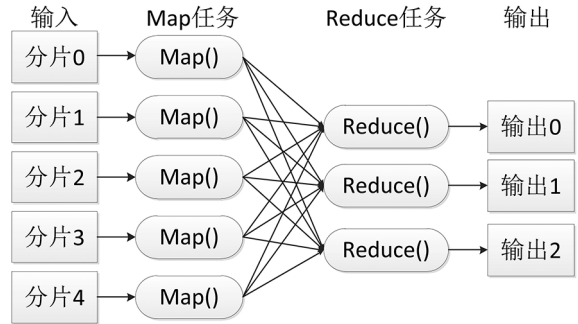 输入 Map任务 Reduce任务 输出
分片0 Map()
分片1 Map() Reduce() 输出0
分片2 Map() Reduce() 输出1
分片3 Map() Reduce() 输出2
分片4 Map()